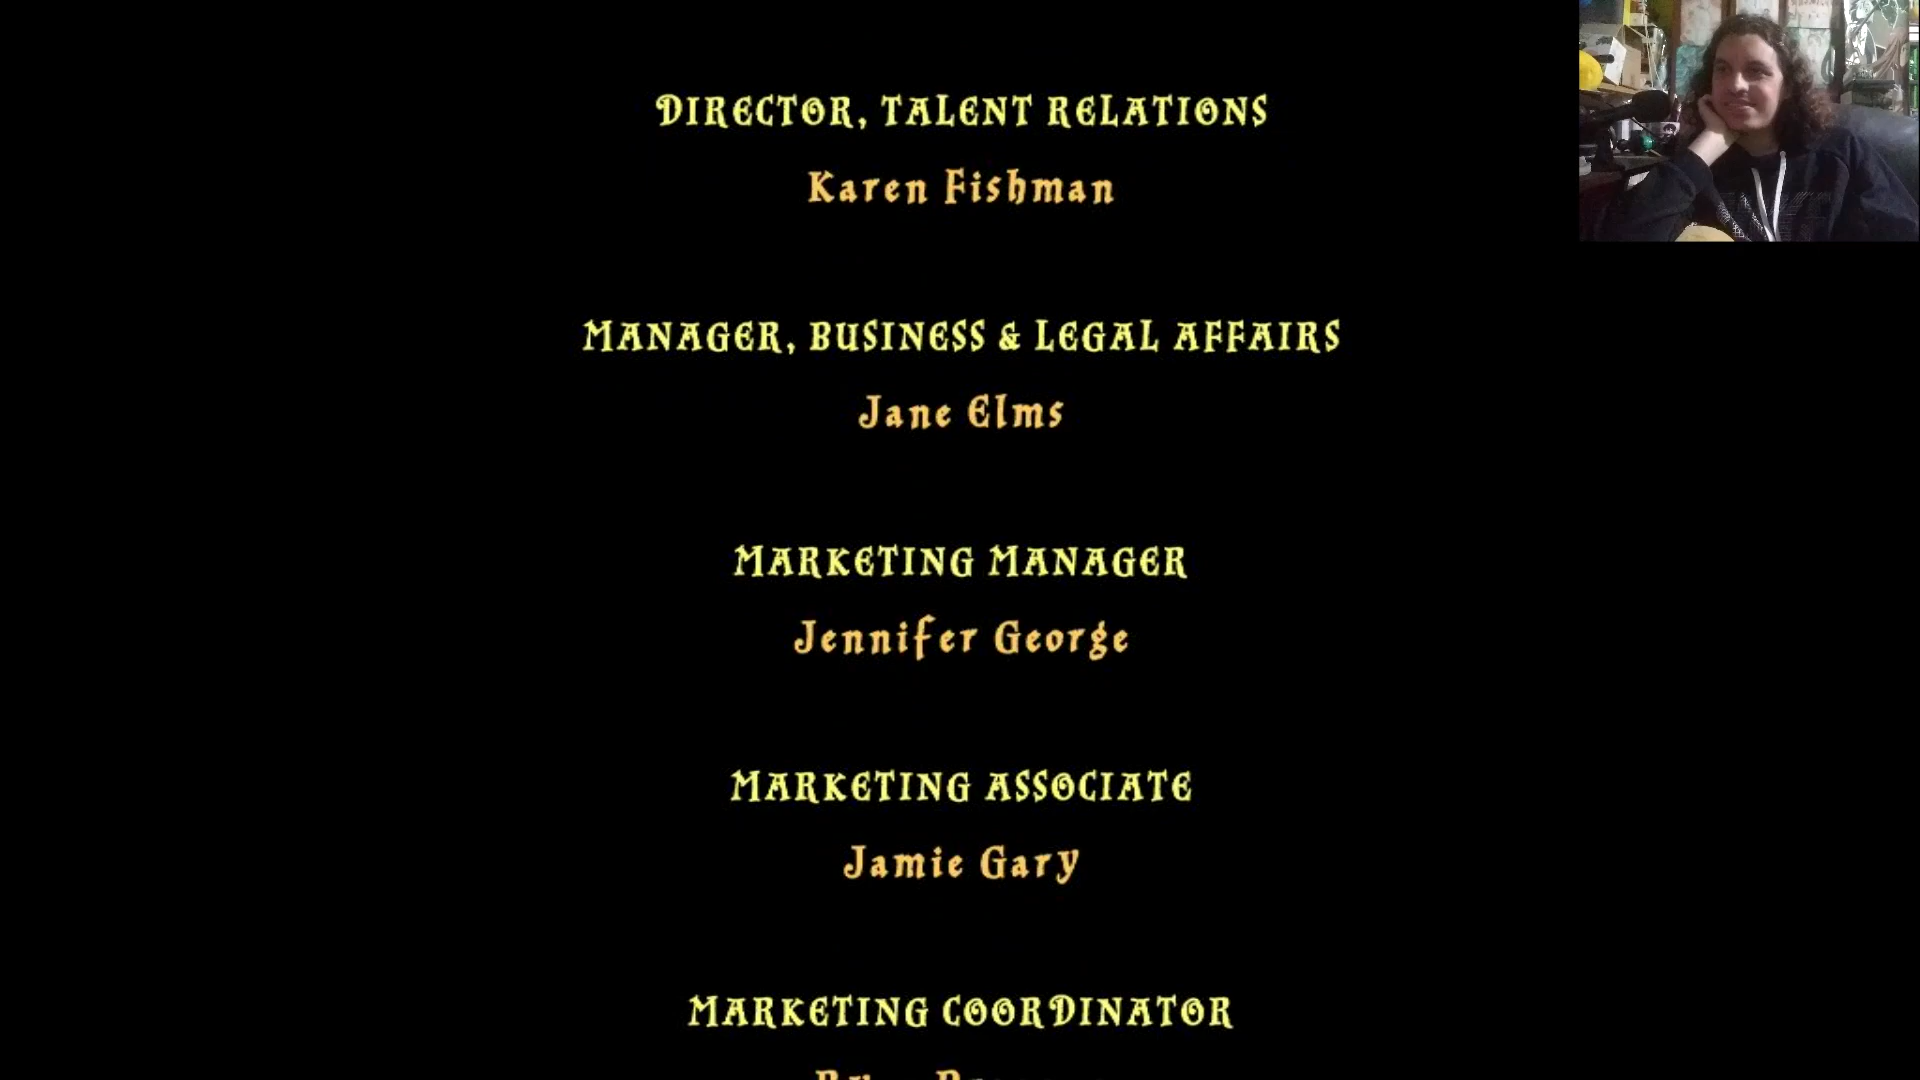 DIRECTOR, TALENT RELATIONS
Karen Fishman
MANAGER, BUSINESS & LEGAL AFFAIRS
Jane Elms
MARKETING MANAGER
Jennifer George
MARKETING ASSOCIATE
Jamie Gary
MARKETING COORDINATOR